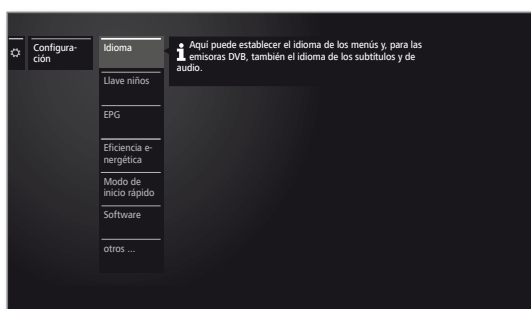 Configura-
ción
Idioma
Llave niños
EPG
Eficiencia e-
nergética
Modo de
inicio rápido
Software
otros ...
Aquí puede establecer el idioma de los menús y, para las
emisoras DVB, también el idioma de los subtítulos y de
audio.